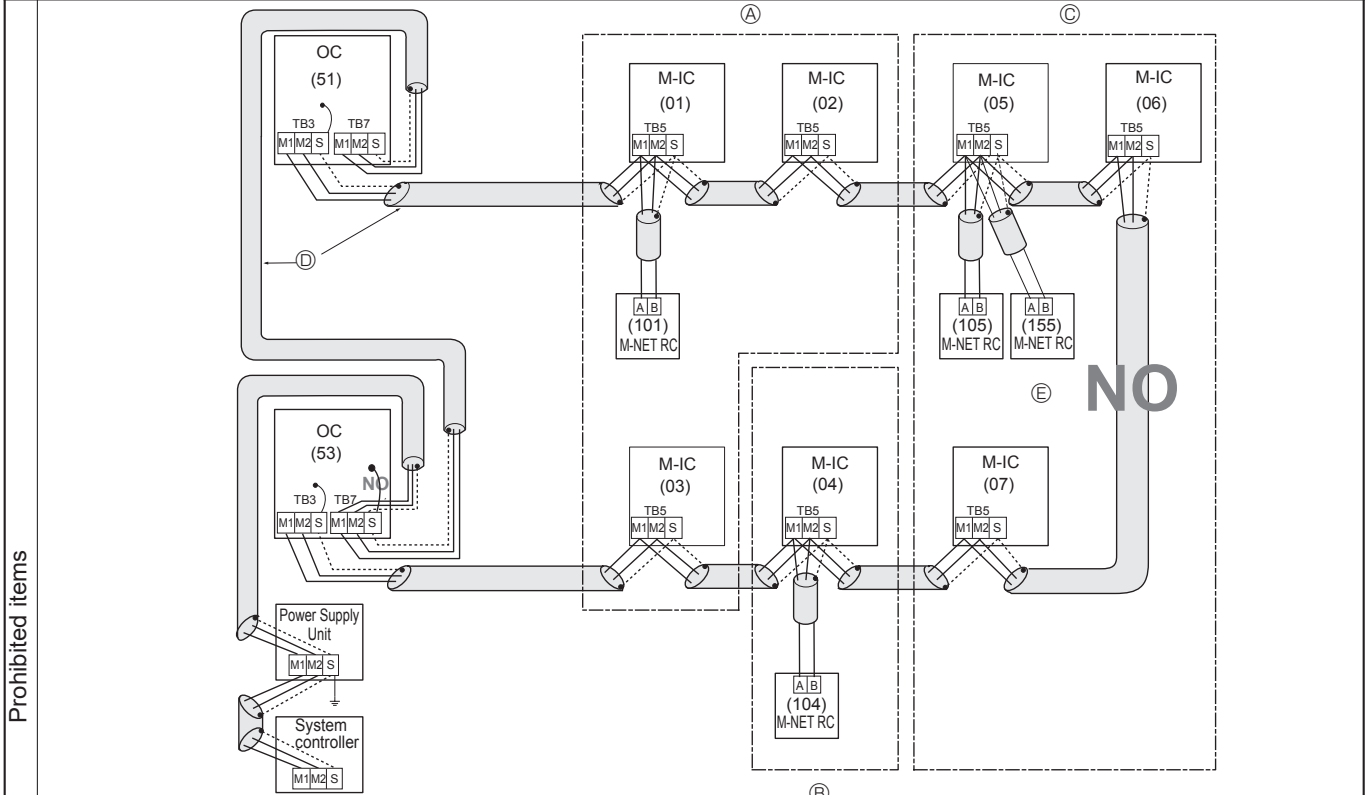 Prohibited items
Ⓐ
Ⓒ
OC
(51)
TB3
TB7
M1 M2 S
M1 M2 S
M-IC
(01)
TB5
M1 M2 S
M-IC
(02)
TB5
M1 M2 S
M-IC
(05)
TB5
M1 M2 S
M-IC
(06)
TB5
M1 M2 S
Ⓓ
A B
(101)
M-NET RC
A B
(105)
M-NET RC
A B
(155)
M-NET RC
Ⓔ
NO
OC
(53)
NO
TB3
TB7
M1 M2 S
M1 M2 S
M-IC
(03)
TB5
M1 M2 S
M-IC
(04)
TB5
M1 M2 S
M-IC
(07)
TB5
M1 M2 S
Power Supply
Unit
M1 M2 S
A B
(104)
M-NET RC
System
controller
M1 M2 S
Ⓑ